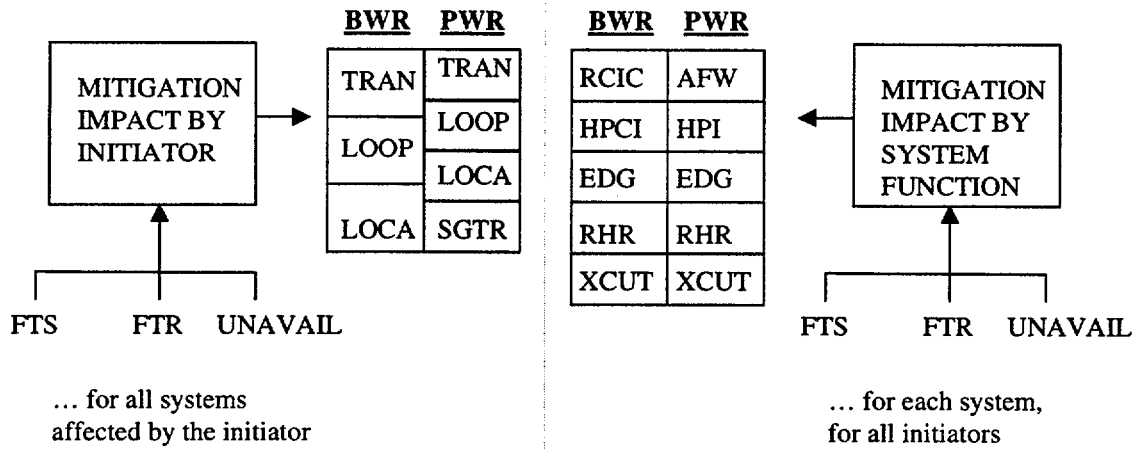 BWR PWR
MITIGATION
IMPACT BY
INITIATOR
TRAN TRAN
LOOP LOOP
LOCA
LOCA SGTR
FTS FTR UNAVAIL
… for all systems
affected by the initiator
BWR PWR
RCIC AFW
HPCI HPI
EDG EDG
RHR RHR
XCUT XCUT
MITIGATION
IMPACT BY
SYSTEM
FUNCTION
FTS FTR UNAVAIL
… for each system,
for all initiators